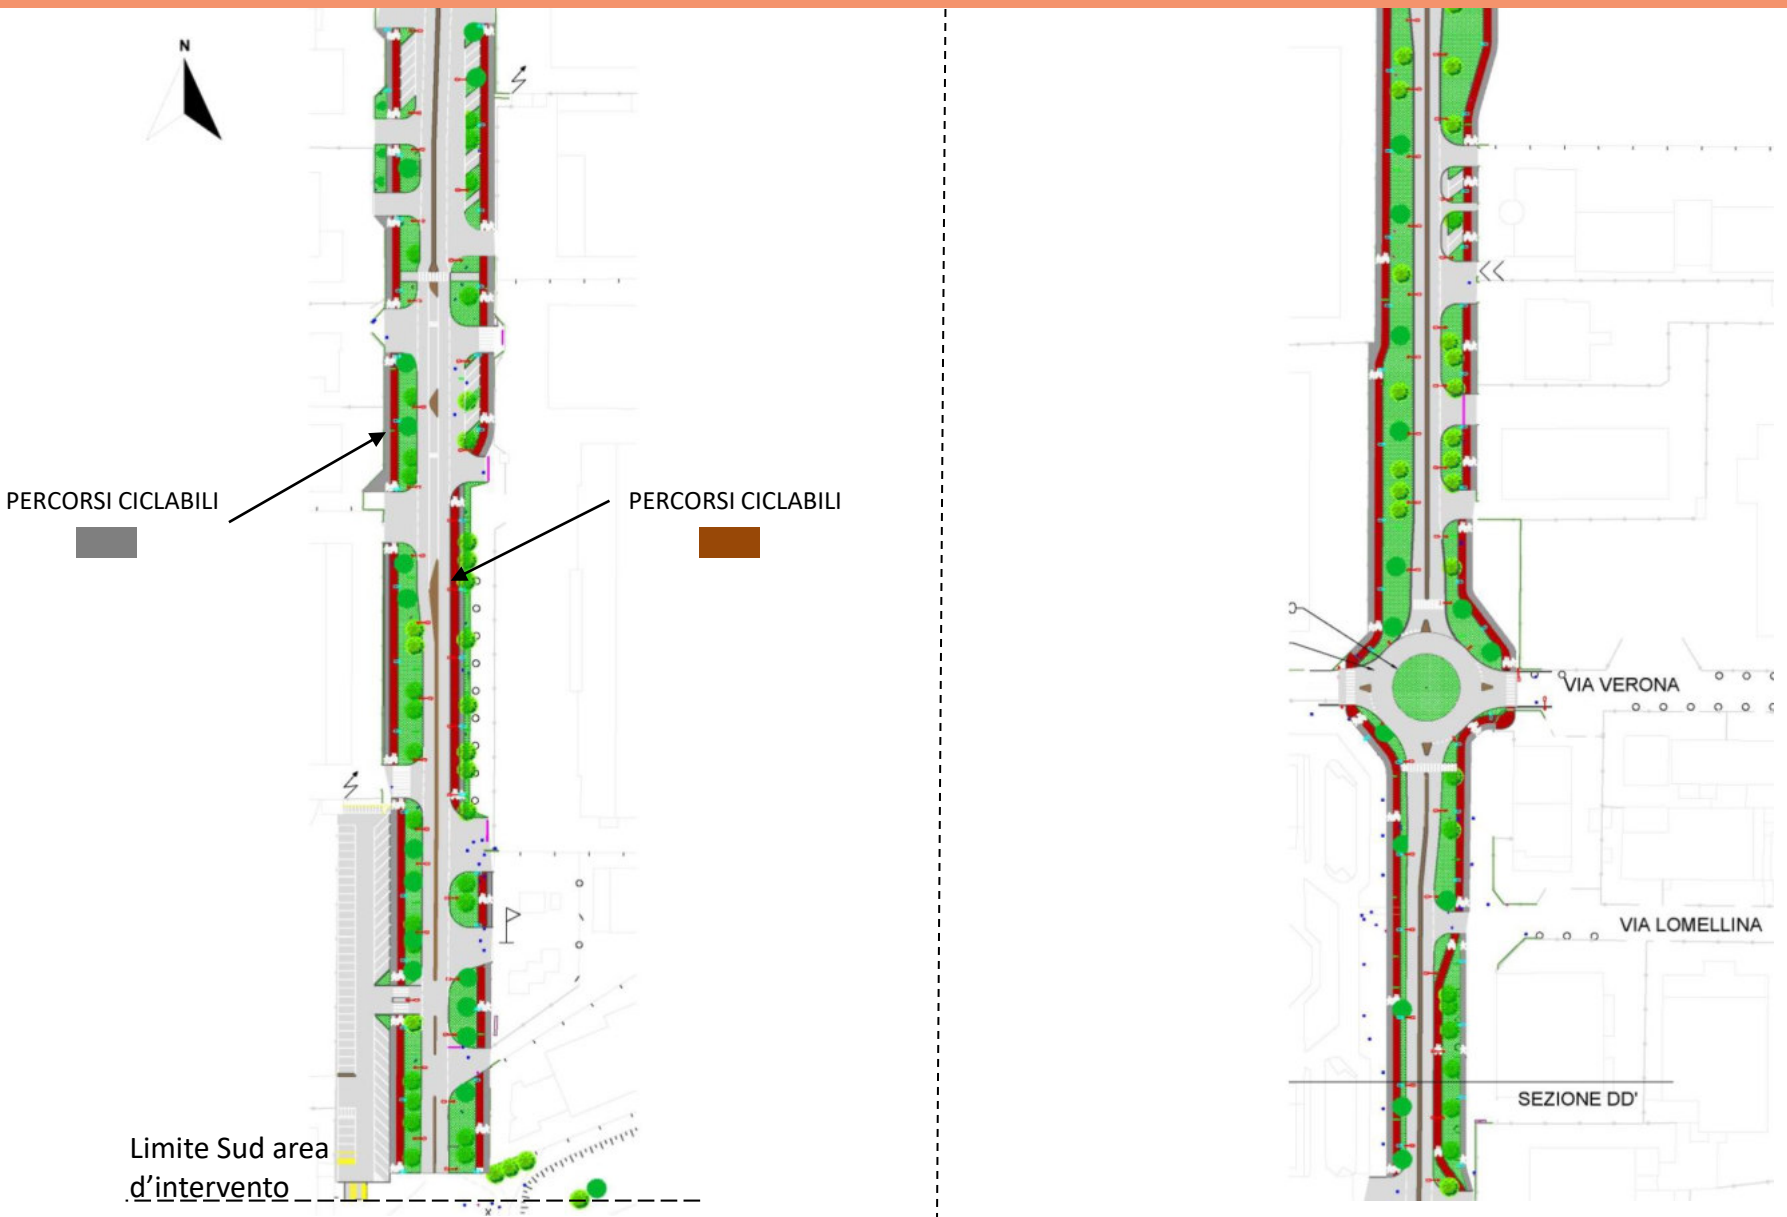 N
PERCORSI CICLABILI
PERCORSI CICLABILI
Limite Sud area
d'intervento
VIA VERONA
VIA LOMELLINA
SEZIONE DD'